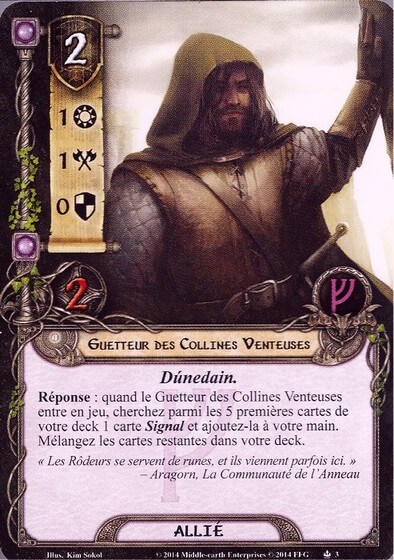 2
1
1
0
2
Guetteur des Collines Venteuses
Dúnedain.
Réponse : quand le Guetteur des Collines Venteuses
entre en jeu, cherchez parmi les 5 premières cartes de
votre deck 1 carte Signal et ajoutez-la à votre main.
Mélangez les cartes restantes dans votre deck.
« Les Rôdeurs se servent de runes, et ils viennent parfois ici. »
– Aragorn, La Communauté de l'Anneau
Allié
Illus. Kim Sokol
© 2014 Middle-earth Enterprises © 2014 FFG
3